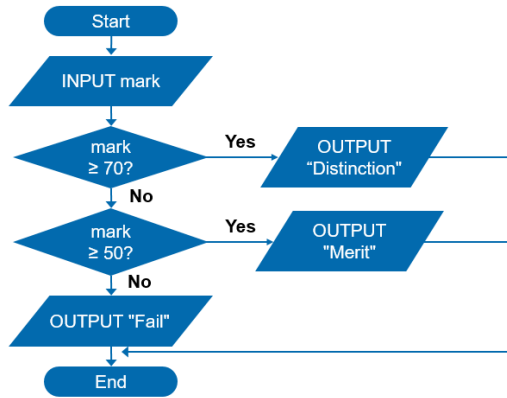 Start
INPUT mark
mark
≥ 70?
Yes
OUTPUT
“Distinction"
No
mark
≥ 50?
Yes
OUTPUT
"Merit"
No
OUTPUT "Fail"
End